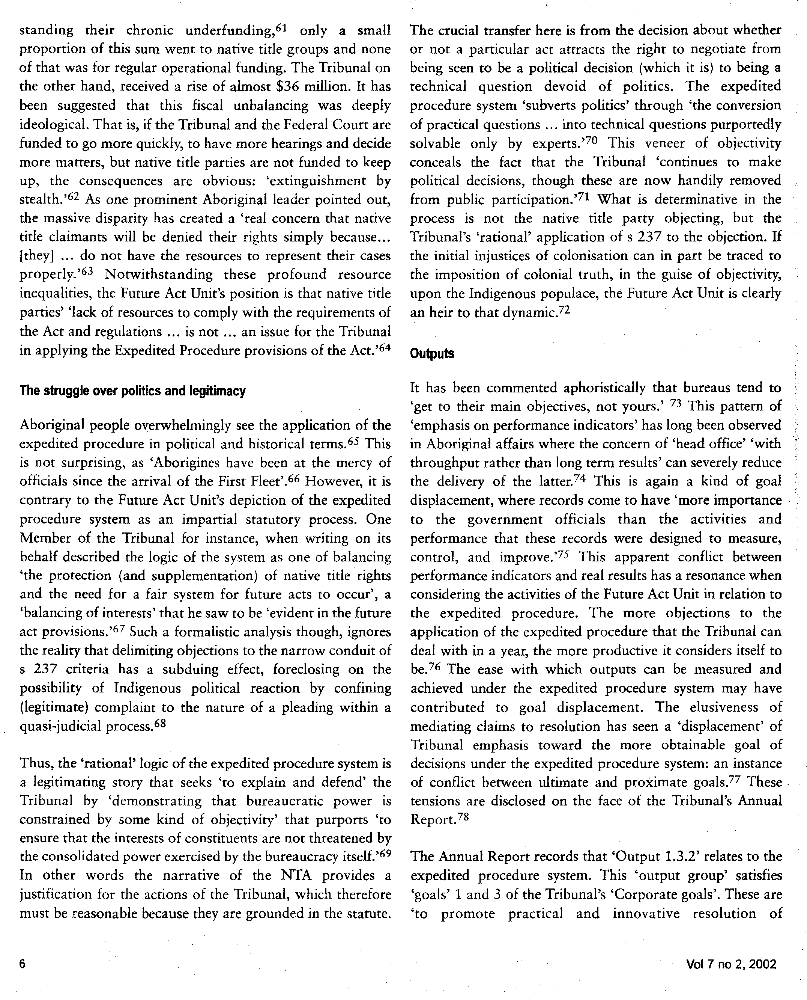 standing their chronic underfunding,61 only a small
proportion of this sum went to native title groups and none
of that was for regular operational funding. The Tribunal on
the other hand, received a rise of almost $36 million. It has
been suggested that this fiscal unbalancing was deeply
ideological. That is, if the Tribunal and the Federal Court are
funded to go more quickly, to have more hearings and decide
more matters, but native title parties are not funded to keep
up, the consequences are obvious: ‘extinguishment by
stealth.’62 As one prominent Aboriginal leader pointed out,
the massive disparity has created a ‘real concern that native
title claimants will be denied their rights simply because...
[they] ... do not have the resources to represent their cases
properly.’63 Notwithstanding these profound resource
inequalities, the Future Act Unit’s position is that native title
parties’ ‘lack of resources to comply with the requirements of
the Act and regulations ... is not ... an issue for the Tribunal
in applying the Expedited Procedure provisions of the Act.’64
The struggle over politics and legitimacy
Aboriginal people overwhelmingly see the application of the
expedited procedure in political and historical terms.65 This
is not surprising, as ‘Aborigines have been at the mercy of
officials since the arrival of the First Fleet’.66 However, it is
contrary to the Future Act Unit’s depiction of the expedited
procedure system as an impartial statutory process. One
Member of the Tribunal for instance, when writing on its
behalf described the logic of the system as one of balancing
‘the protection (and supplementation) of native title rights
and the need for a fair system for future acts to occur’, a
‘balancing of interests’ that he saw to be ‘evident in the future
act provisions.’67 Such a formalistic analysis though, ignores
the reality that delimiting objections to the narrow conduit of
s 237 criteria has a subduing effect, foreclosing on the
possibility of Indigenous political reaction by confining
(legitimate) complaint to the nature of a pleading within a
quasi-judicial process.68
Thus, the ‘rational’ logic of the expedited procedure system is
a legitimating story that seeks ‘to explain and defend’ the
Tribunal by ‘demonstrating that bureaucratic power is
constrained by some kind of objectivity’ that purports ‘to
ensure that the interests of constituents are not threatened by
the consolidated power exercised by the bureaucracy itself.’69
In other words the narrative of the NTA provides a
justification for the actions of the Tribunal, which therefore
must be reasonable because they are grounded in the statute.
The crucial transfer here is from the decision about whether
or not a particular act attracts the right to negotiate from
being seen to be a political decision (which it is) to being a
technical question devoid of politics. The expedited
procedure system ‘subverts politics’ through ‘the conversion
of practical questions ... into technical questions purportedly
solvable only by experts.’70 This veneer of objectivity
conceals the fact that the Tribunal ‘continues to make
political decisions, though these are now handily removed
from public participation.’71 What is determinative in the
process is not the native title party objecting, but the
Tribunal’s ‘rational’ application of s 237 to the objection. If
the initial injustices of colonisation can in part be traced to
the imposition of colonial truth, in the guise of objectivity,
upon the Indigenous populace, the Future Act Unit is clearly
an heir to that dynamic.72
Outputs
It has been commented aphoristically that bureaus tend to
‘get to their main objectives, not yours.’ 73 This pattern of
‘emphasis on performance indicators’ has long been observed
in Aboriginal affairs where the concern of ‘head office’ ‘with
throughput rather than long term results’ can severely reduce
the delivery of the latter.74 This is again a kind of goal
displacement, where records come to have ‘more importance
to the government officials than the activities and
performance that these records were designed to measure,
control, and improve.’75 This apparent conflict between
performance indicators and real results has a resonance when
considering the activities of the Future Act Unit in relation to
the expedited procedure. The more objections to the
application of the expedited procedure that the Tribunal can
deal with in a year, the more productive it considers itself to
be.76 The ease with which outputs can be measured and
achieved under the expedited procedure system may have
contributed to goal displacement. The elusiveness of
mediating claims to resolution has seen a ‘displacement’ of
Tribunal emphasis toward the more obtainable goal of
decisions under the expedited procedure system: an instance
of conflict between ultimate and proximate goals.77 These
tensions are disclosed on the face of the Tribunal’s Annual
Report.78
The Annual Report records that ‘Output 1.3.2’ relates to the
expedited procedure system. This ‘output group’ satisfies
‘goals’ 1 and 3 of the Tribunal’s ‘Corporate goals’. These are
‘to promote practical and innovative resolution of
6
Vol 7 no 2, 2002